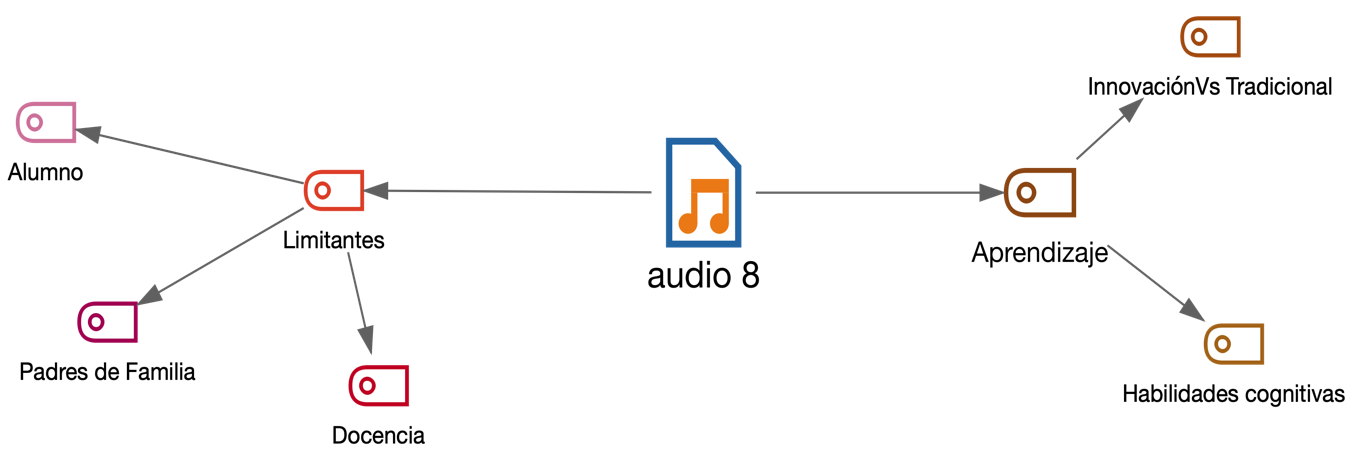 InnovaciónVs Tradicional
Alumno
Limitantes
Aprendizaje
audio 8
Padres de Familia
Habilidades cognitivas
Docencia